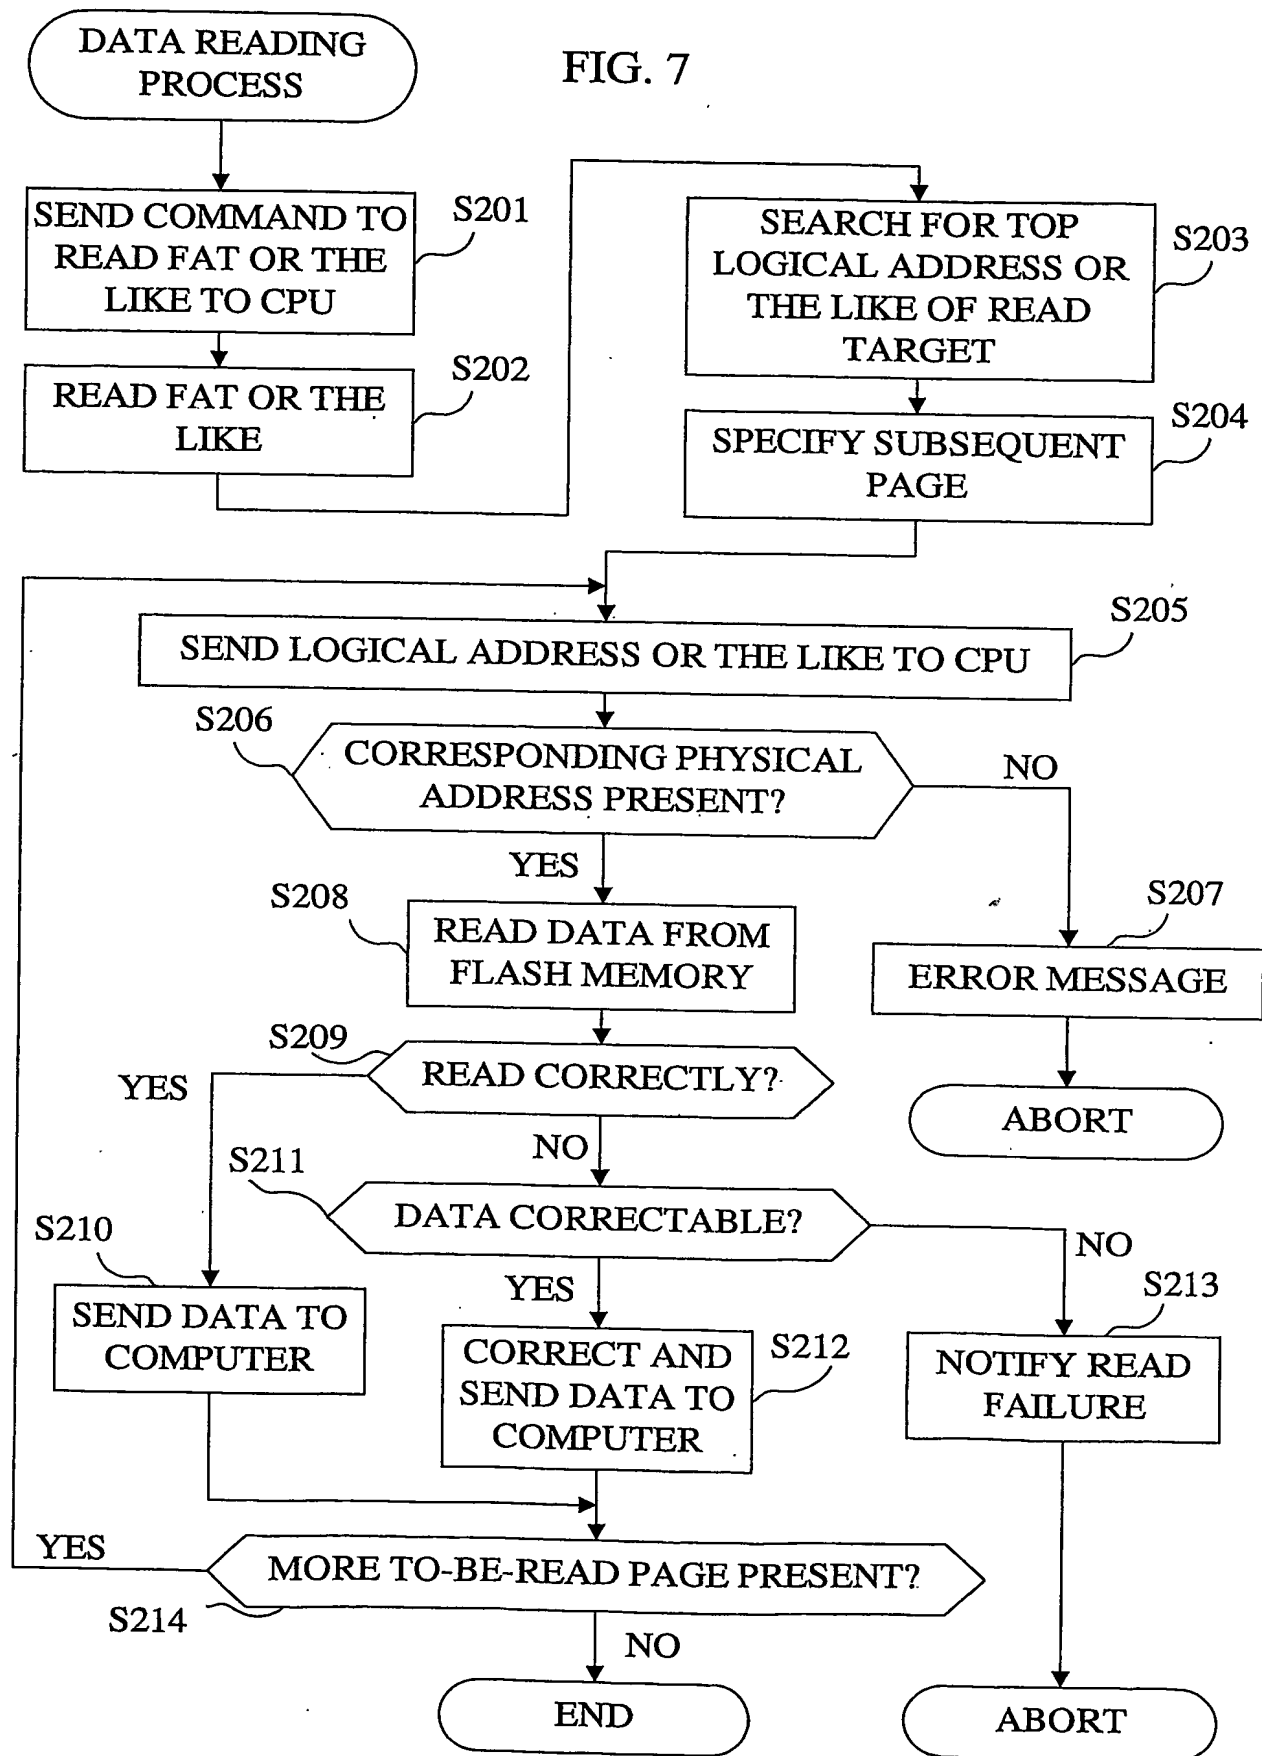 DATA READING
PROCESS
FIG. 7
S201
SEND COMMAND TO
READ FAT OR THE
LIKE TO CPU
S202
READ FAT OR THE
LIKE
S203
SEARCH FOR TOP
LOGICAL ADDRESS OR
THE LIKE OF READ
TARGET
S204
SPECIFY SUBSEQUENT
PAGE
S205
SEND LOGICAL ADDRESS OR THE LIKE TO CPU
S206
CORRESPONDING PHYSICAL
ADDRESS PRESENT?
NO
YES
S207
ERROR MESSAGE
ABORT
S208
READ DATA FROM
FLASH MEMORY
S209
READ CORRECTLY?
YES
NO
S210
SEND DATA TO
COMPUTER
S211
DATA CORRECTABLE?
NO
YES
S212
CORRECT AND
SEND DATA TO
COMPUTER
S213
NOTIFY READ
FAILURE
YES
MORE TO-BE-READ PAGE PRESENT?
S214
NO
END
ABORT